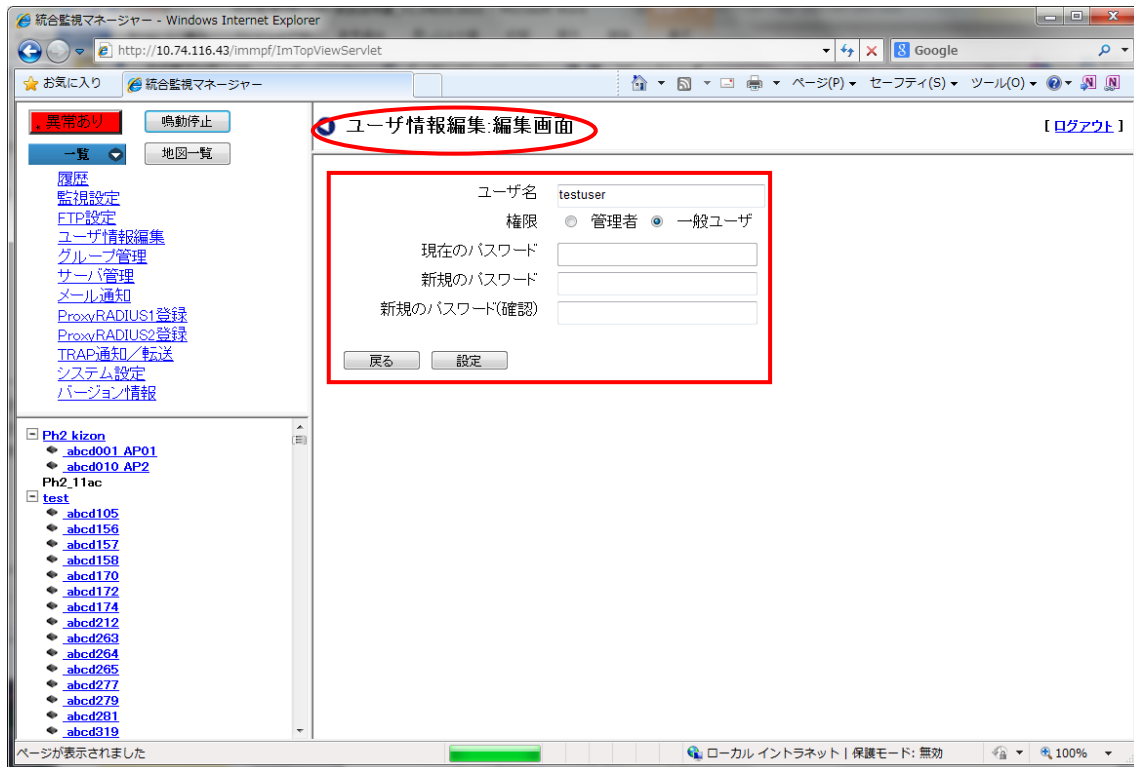 統合監視マネージャー - Windows Internet Explorer
http://10.74.116.43/immpf/ImTopViewServlet
Google
お気に入り
統合監視マネージャー
ページ(P)
セーフティ(S)
ツール(O)
異常あり
鳴動停止
一覧
地図一覧
履歴
監視設定
FTP設定
ユーザ情報編集
グループ管理
サーバ管理
メール通知
ProxyRADIUS1登録
ProxyRADIUS2登録
TRAP通知／転送
システム設定
バージョン情報
ユーザ情報編集:編集画面
[ ログアウト ]
ユーザ名 testuser
権限 管理者 一般ユーザ
現在のパスワード
新規のパスワード
新規のパスワード(確認)
戻る 設定
Ph2 kizon
abcd001 AP01
abcd010 AP2
Ph2_11ac
test
abcd105
abcd156
abcd157
abcd158
abcd170
abcd172
abcd174
abcd212
abcd263
abcd264
abcd265
abcd277
abcd279
abcd281
abcd319
ページが表示されました
ローカル イントラネット | 保護モード: 無効
100%